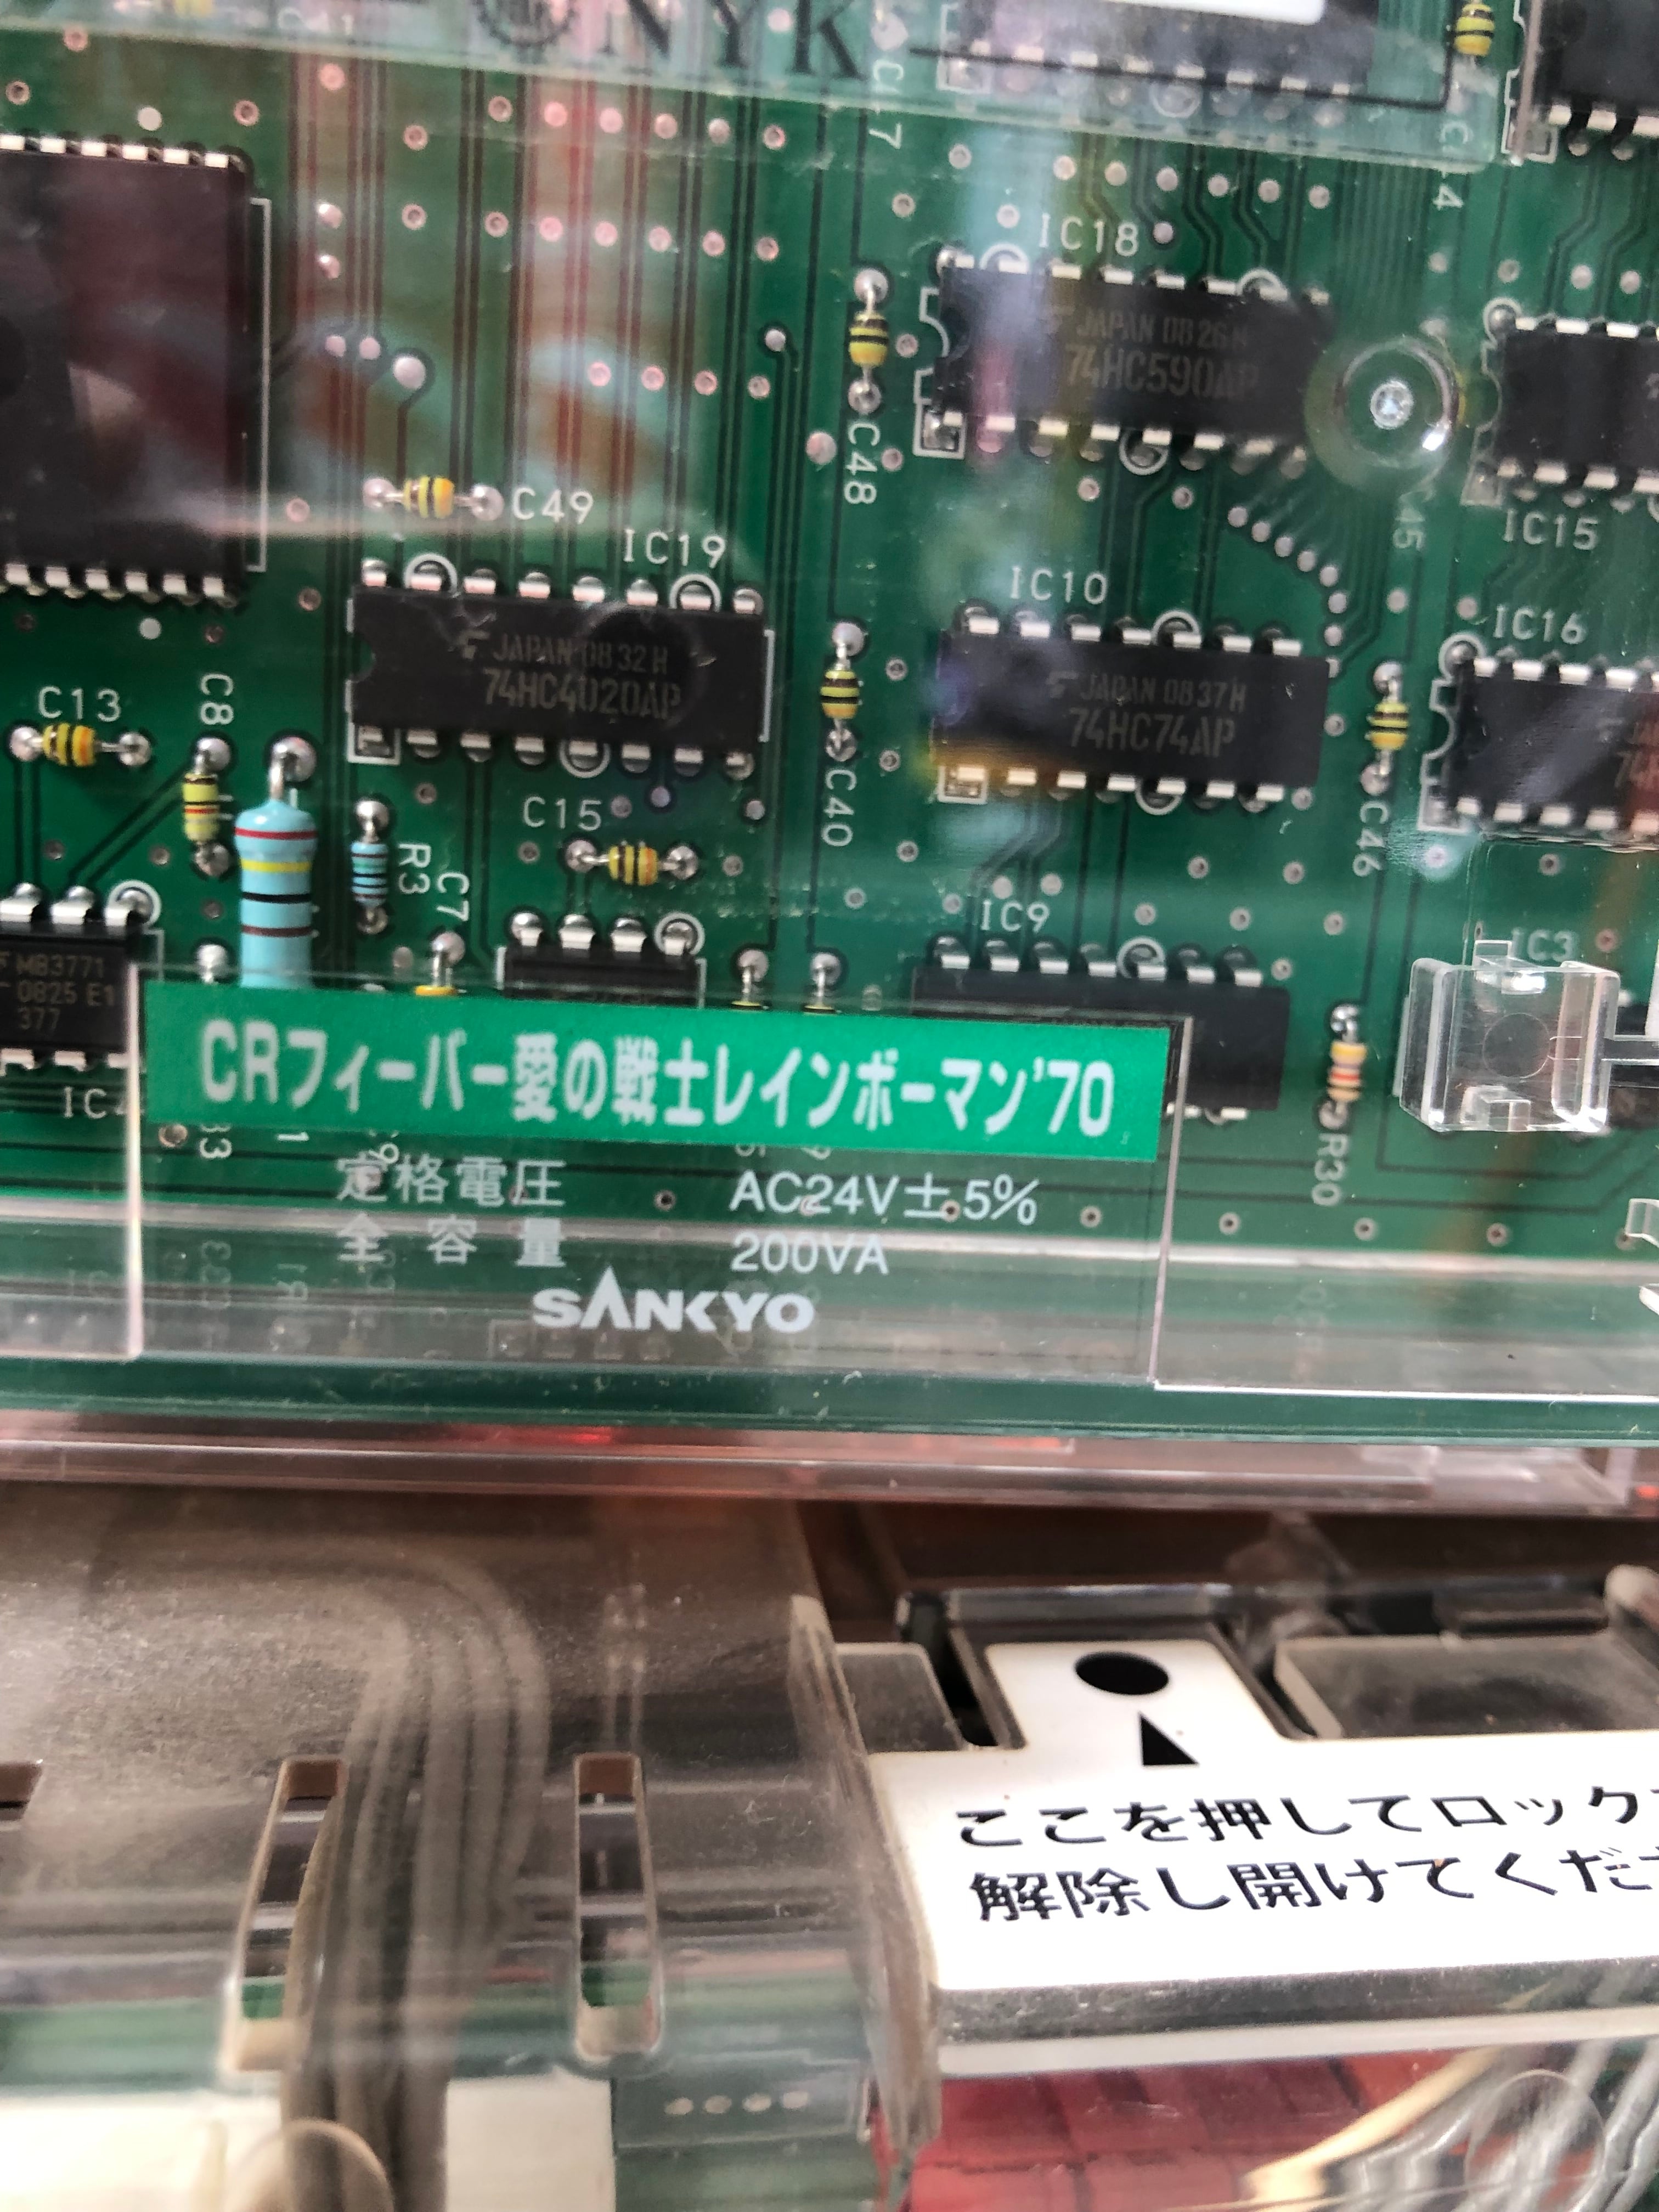 NYK
C41
C47
IC18
JAPAN 0826H
74HC590AP
C48
C49
IC19
IC15
IC10
IC16
JAPAN 0832H
74HC4020AP
JAPAN 0837H
74HC74AP
C13
C8
C40
C46
C15
R3
C7
IC9
IC3
MB3771
0825 E1
377
CRフィーバー愛の戦士レインボーマン'70
R30
定格電圧 AC24V±5%
全容量 200VA
SANKYO
ここを押してロック
解除し開けてくだ